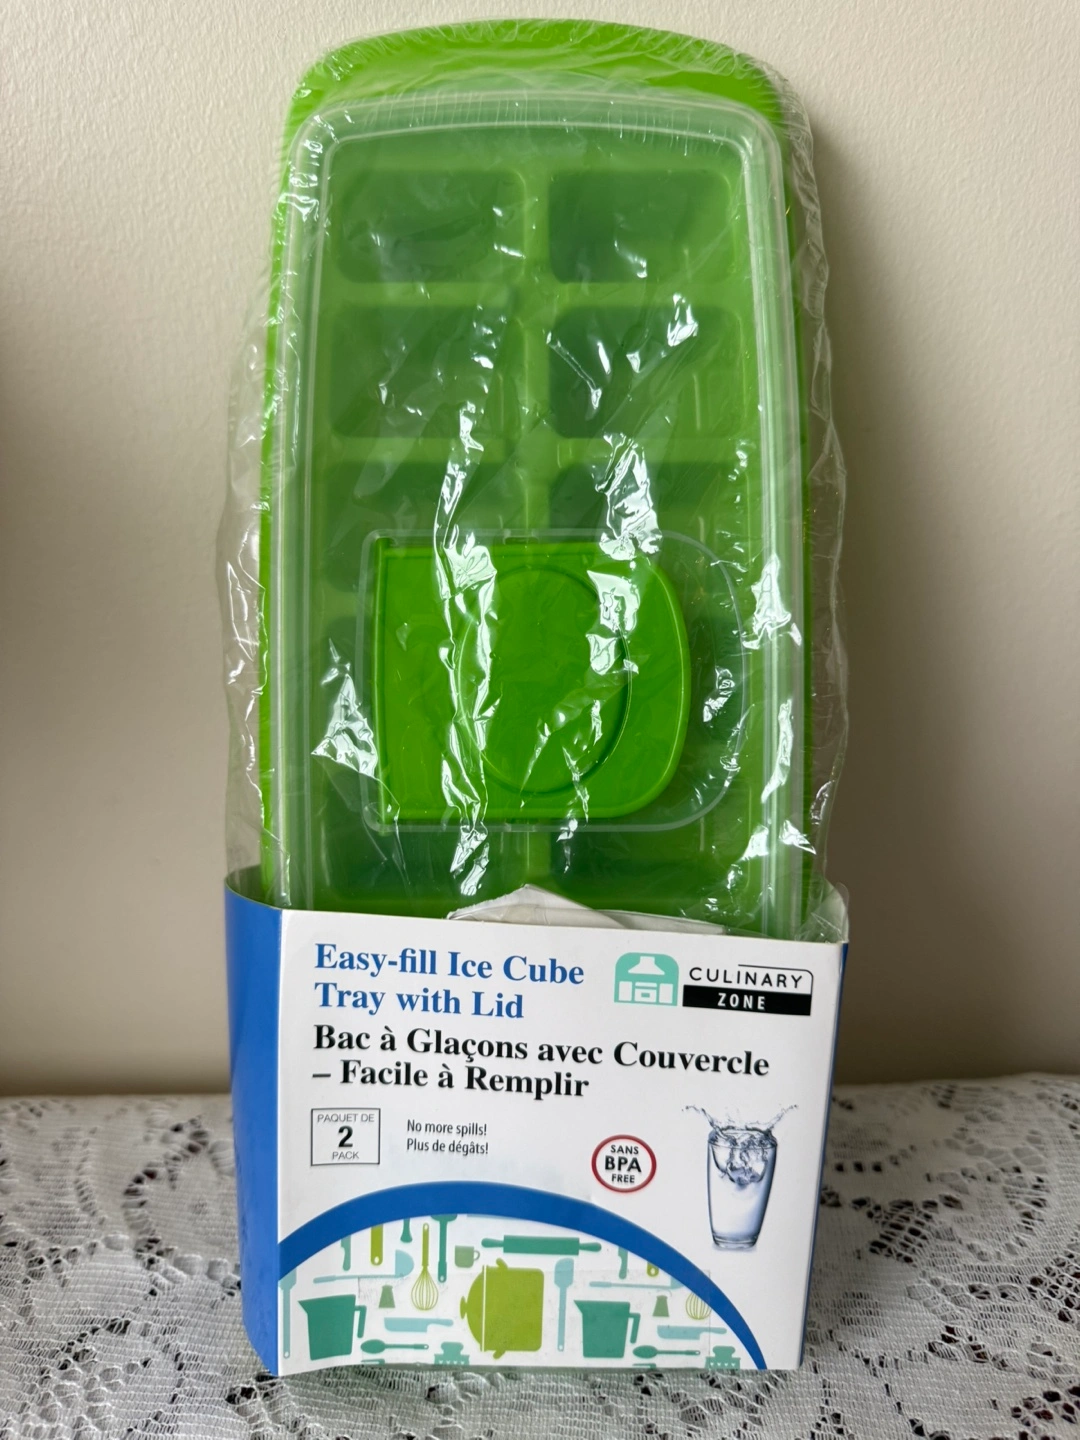 Easy-fill Ice Cube
Tray with Lid
CULINARY
ZONE
Bac à Glaçons avec Couvercle
– Facile à Remplir
PAQUET DE
2
PACK
No more spills!
Plus de dégâts!
SANS
BPA
FREE